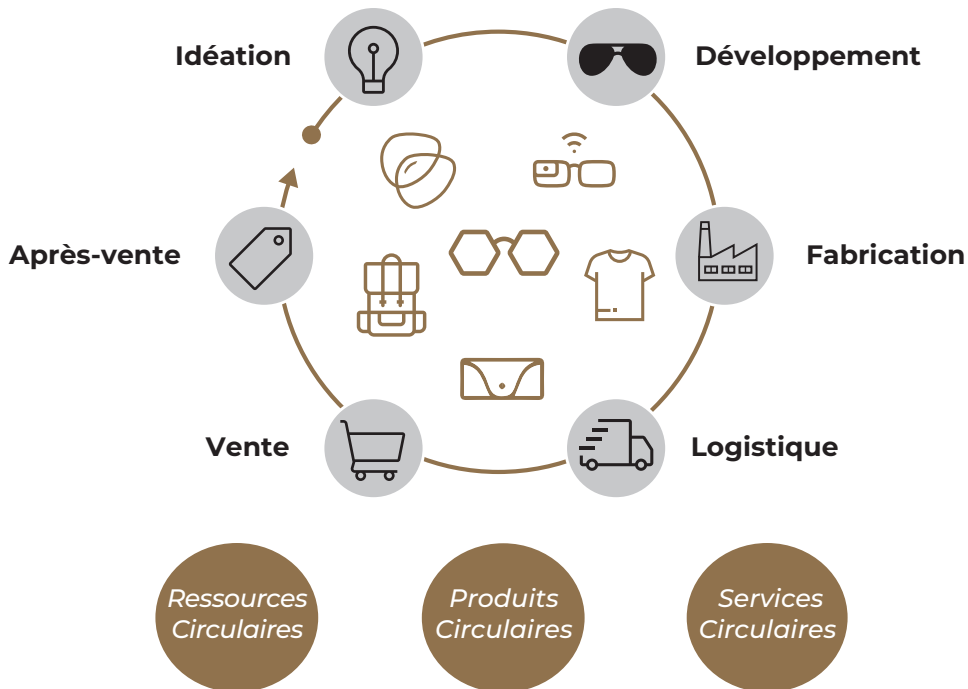 Idéation
Développement
Après-vente
Fabrication
Vente
Logistique
Ressources
Circulaires
Produits
Circulaires
Services
Circulaires